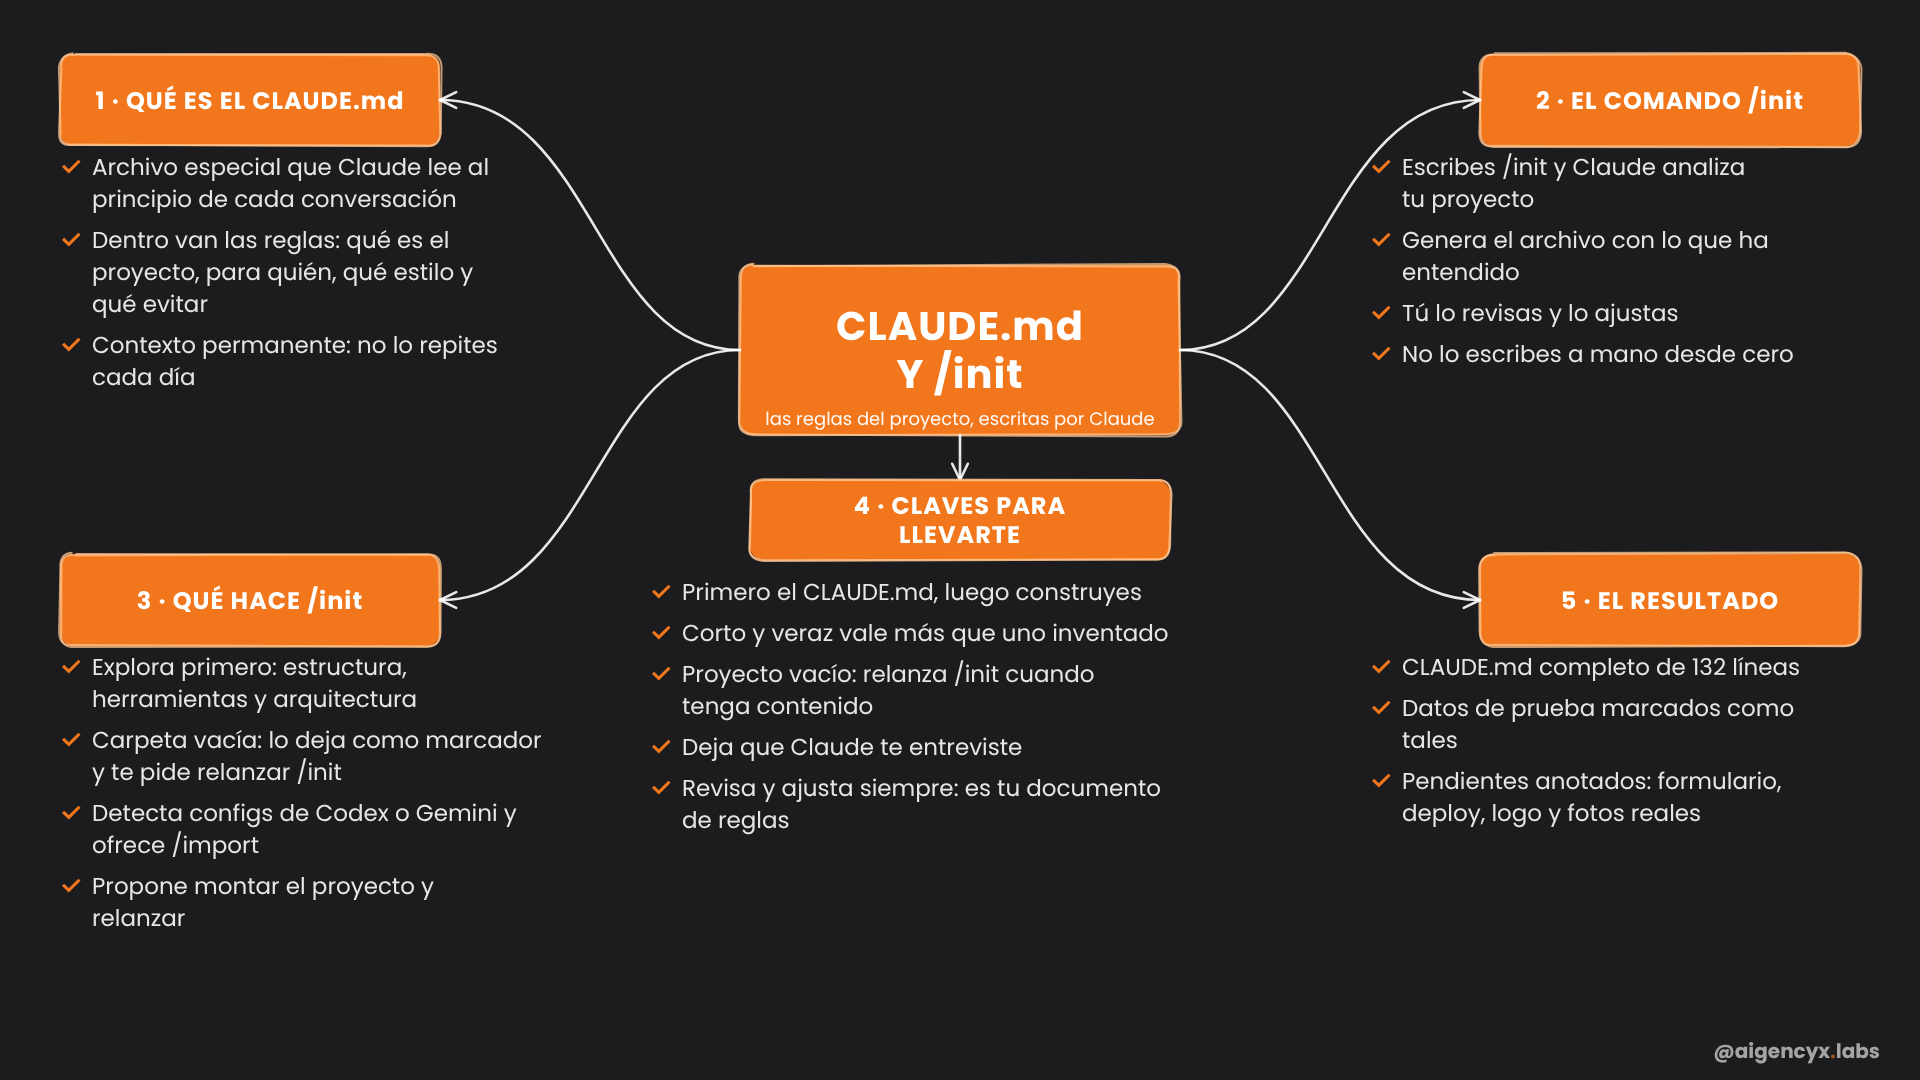 1 · QUÉ ES EL CLAUDE.md
Archivo especial que Claude lee al
principio de cada conversación
Dentro van las reglas: qué es el
proyecto, para quién, qué estilo y
qué evitar
Contexto permanente: no lo repites
cada día
2 · EL COMANDO /init
Escribes /init y Claude analiza
tu proyecto
Genera el archivo con lo que ha
entendido
Tú lo revisas y lo ajustas
No lo escribes a mano desde cero
CLAUDE.md
Y /init
las reglas del proyecto, escritas por Claude
3 · QUÉ HACE /init
Explora primero: estructura,
herramientas y arquitectura
Carpeta vacía: lo deja como marcador
y te pide relanzar /init
Detecta configs de Codex o Gemini y
ofrece /import
Propone montar el proyecto y
relanzar
4 · CLAVES PARA
LLEVARTE
Primero el CLAUDE.md, luego construyes
Corto y veraz vale más que uno inventado
Proyecto vacío: relanza /init cuando
tenga contenido
Deja que Claude te entreviste
Revisa y ajusta siempre: es tu documento
de reglas
5 · EL RESULTADO
CLAUDE.md completo de 132 líneas
Datos de prueba marcados como
tales
Pendientes anotados: formulario,
deploy, logo y fotos reales
@aigencyx.labs